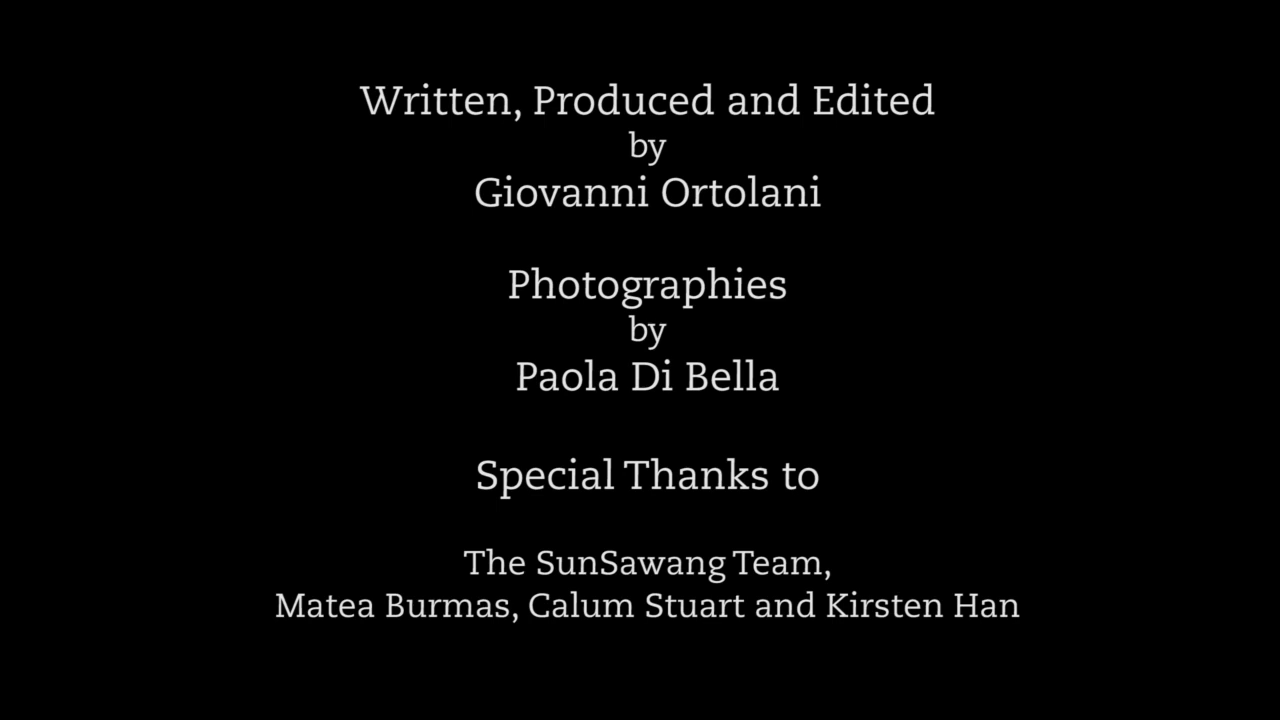 Written, Produced and Edited
by
Giovanni Ortolani
Photographies
by
Paola Di Bella
Special Thanks to
The SunSawang Team,
Matea Burmas, Calum Stuart and Kirsten Han